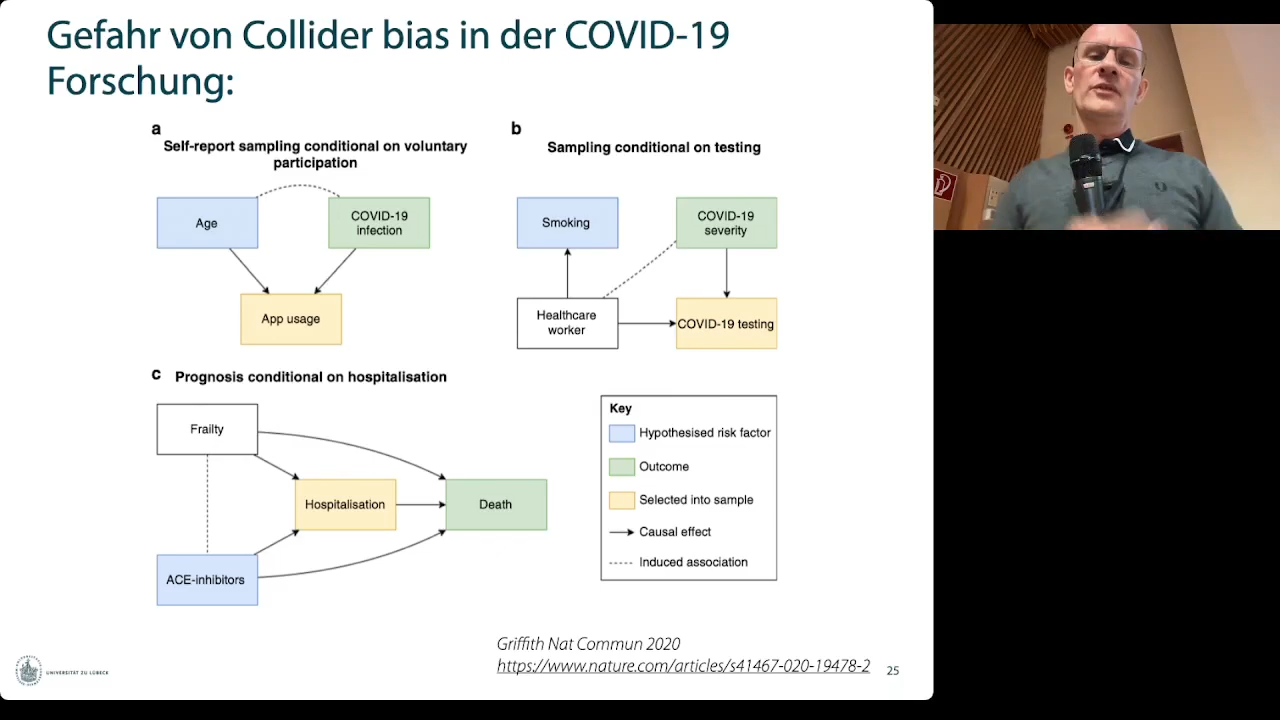 Gefahr von Collider bias in der COVID-19
Forschung:
a
Self-report sampling conditional on voluntary
participation
Age
COVID-19
infection
App usage
b
Sampling conditional on testing
Smoking
COVID-19
severity
Healthcare
worker
COVID-19 testing
c
Prognosis conditional on hospitalisation
Frailty
Hospitalisation
Death
ACE-inhibitors
Key
Hypothesised risk factor
Outcome
Selected into sample
Causal effect
Induced association
Griffith Nat Commun 2020
https://www.nature.com/articles/s41467-020-19478-2
UNIVERSITÄT ZU LÜBECK
25